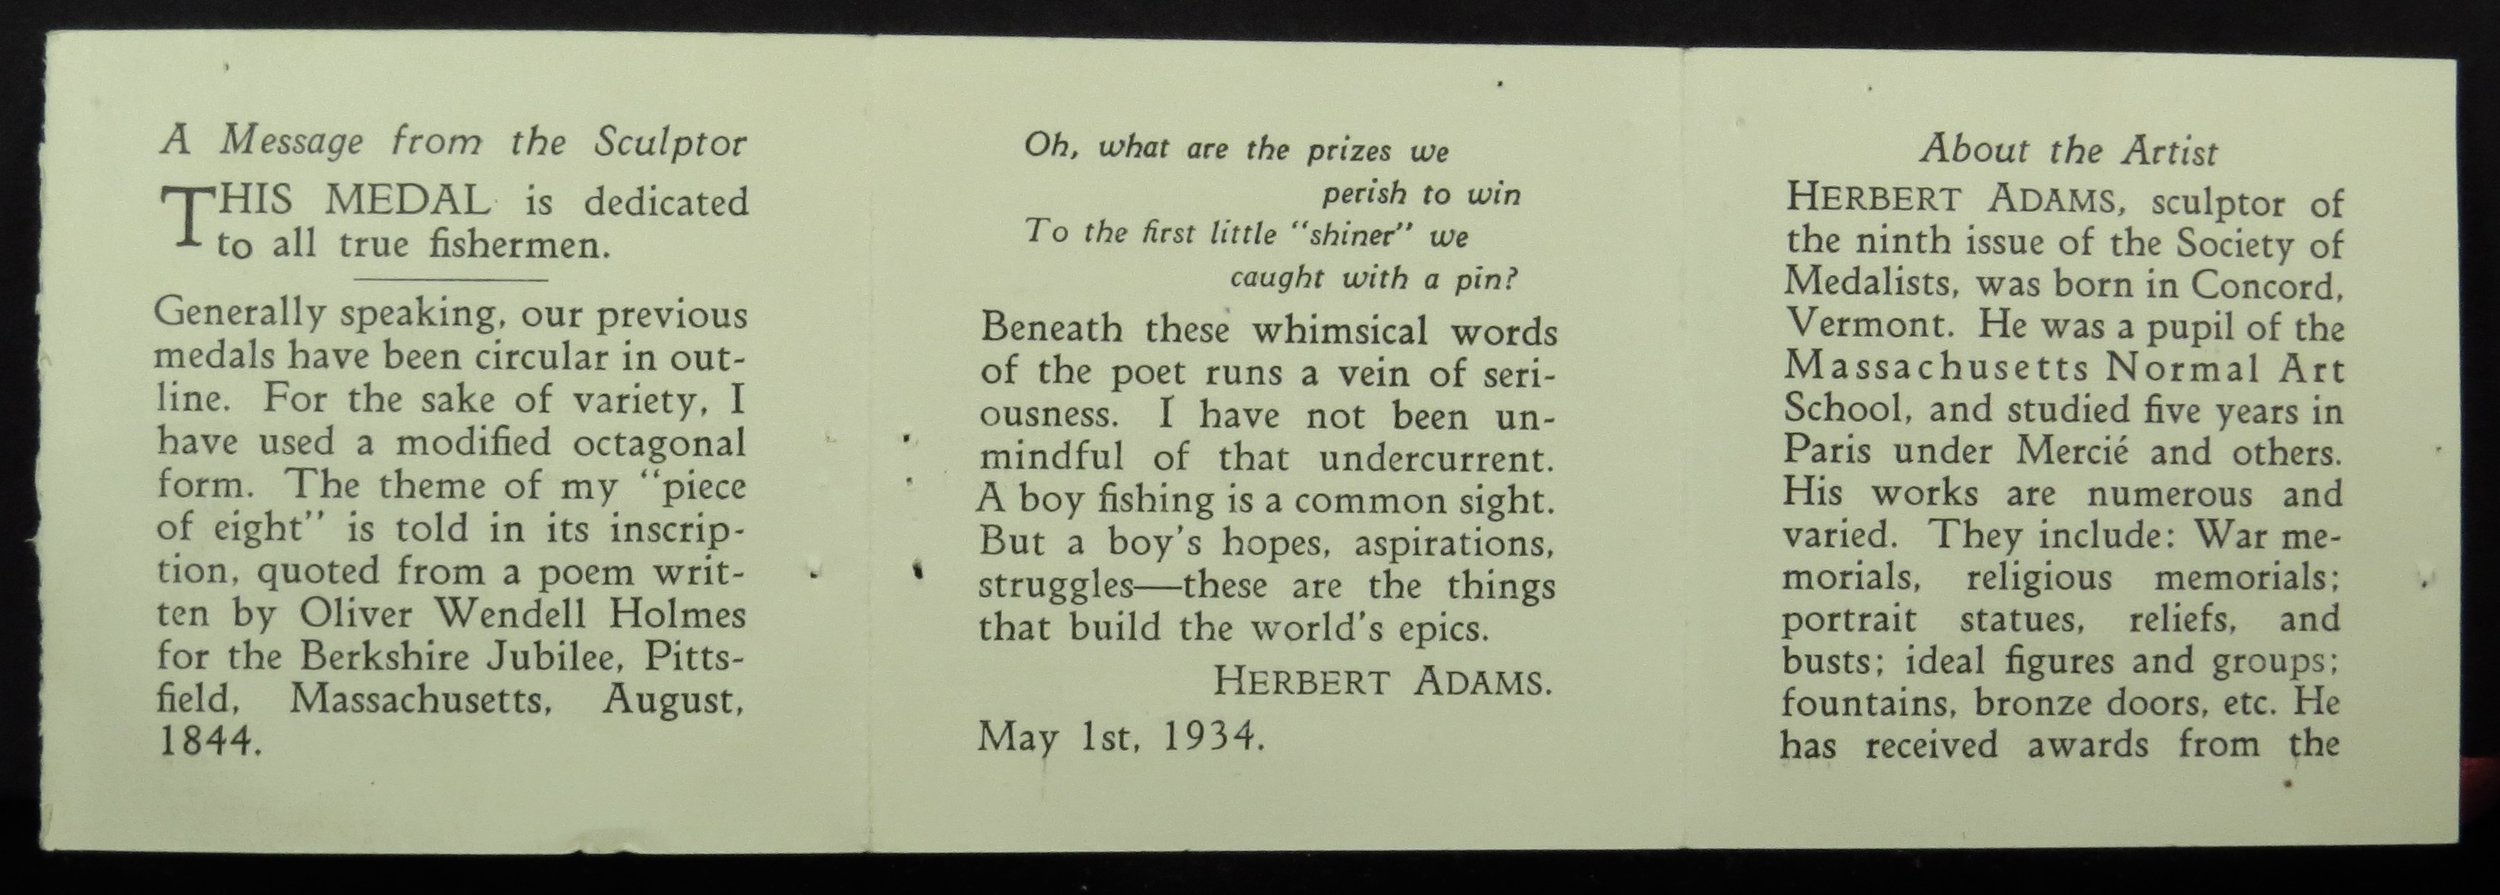 A Message from the Sculptor
THIS MEDAL is dedicated
to all true fishermen.
Generally speaking, our previous
medals have been circular in out-
line. For the sake of variety, I
have used a modified octagonal
form. The theme of my “piece
of eight” is told in its inscrip-
tion, quoted from a poem writ-
ten by Oliver Wendell Holmes
for the Berkshire Jubilee, Pitts-
field, Massachusetts, August,
1844.
Oh, what are the prizes we
perish to win
To the first little “shiner” we
caught with a pin?
Beneath these whimsical words
of the poet runs a vein of seri-
ousness. I have not been un-
mindful of that undercurrent.
A boy fishing is a common sight.
But a boy's hopes, aspirations,
struggles—these are the things
that build the world's epics.
HERBERT ADAMS.
May 1st, 1934.
About the Artist
HERBERT ADAMS, sculptor of
the ninth issue of the Society of
Medalists, was born in Concord,
Vermont. He was a pupil of the
Massachusetts Normal Art
School, and studied five years in
Paris under Mercié and others.
His works are numerous and
varied. They include: War me-
morials, religious memorials;
portrait statues, reliefs, and
busts; ideal figures and groups;
fountains, bronze doors, etc. He
has received awards from the